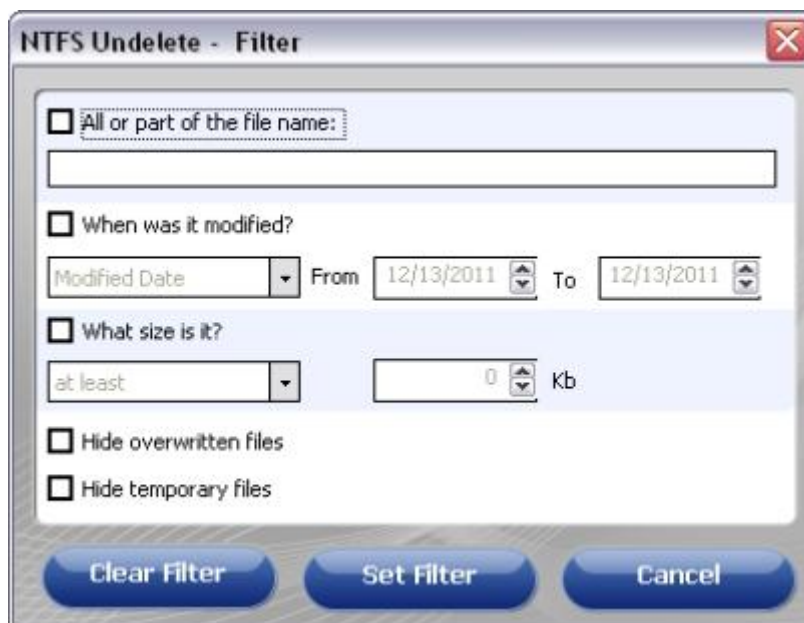 NTFS Undelete - Filter
All or part of the file name:
When was it modified?
Modified Date From 12/13/2011 To 12/13/2011
What size is it?
at least 0 Kb
Hide overwritten files
Hide temporary files
Clear Filter Set Filter Cancel